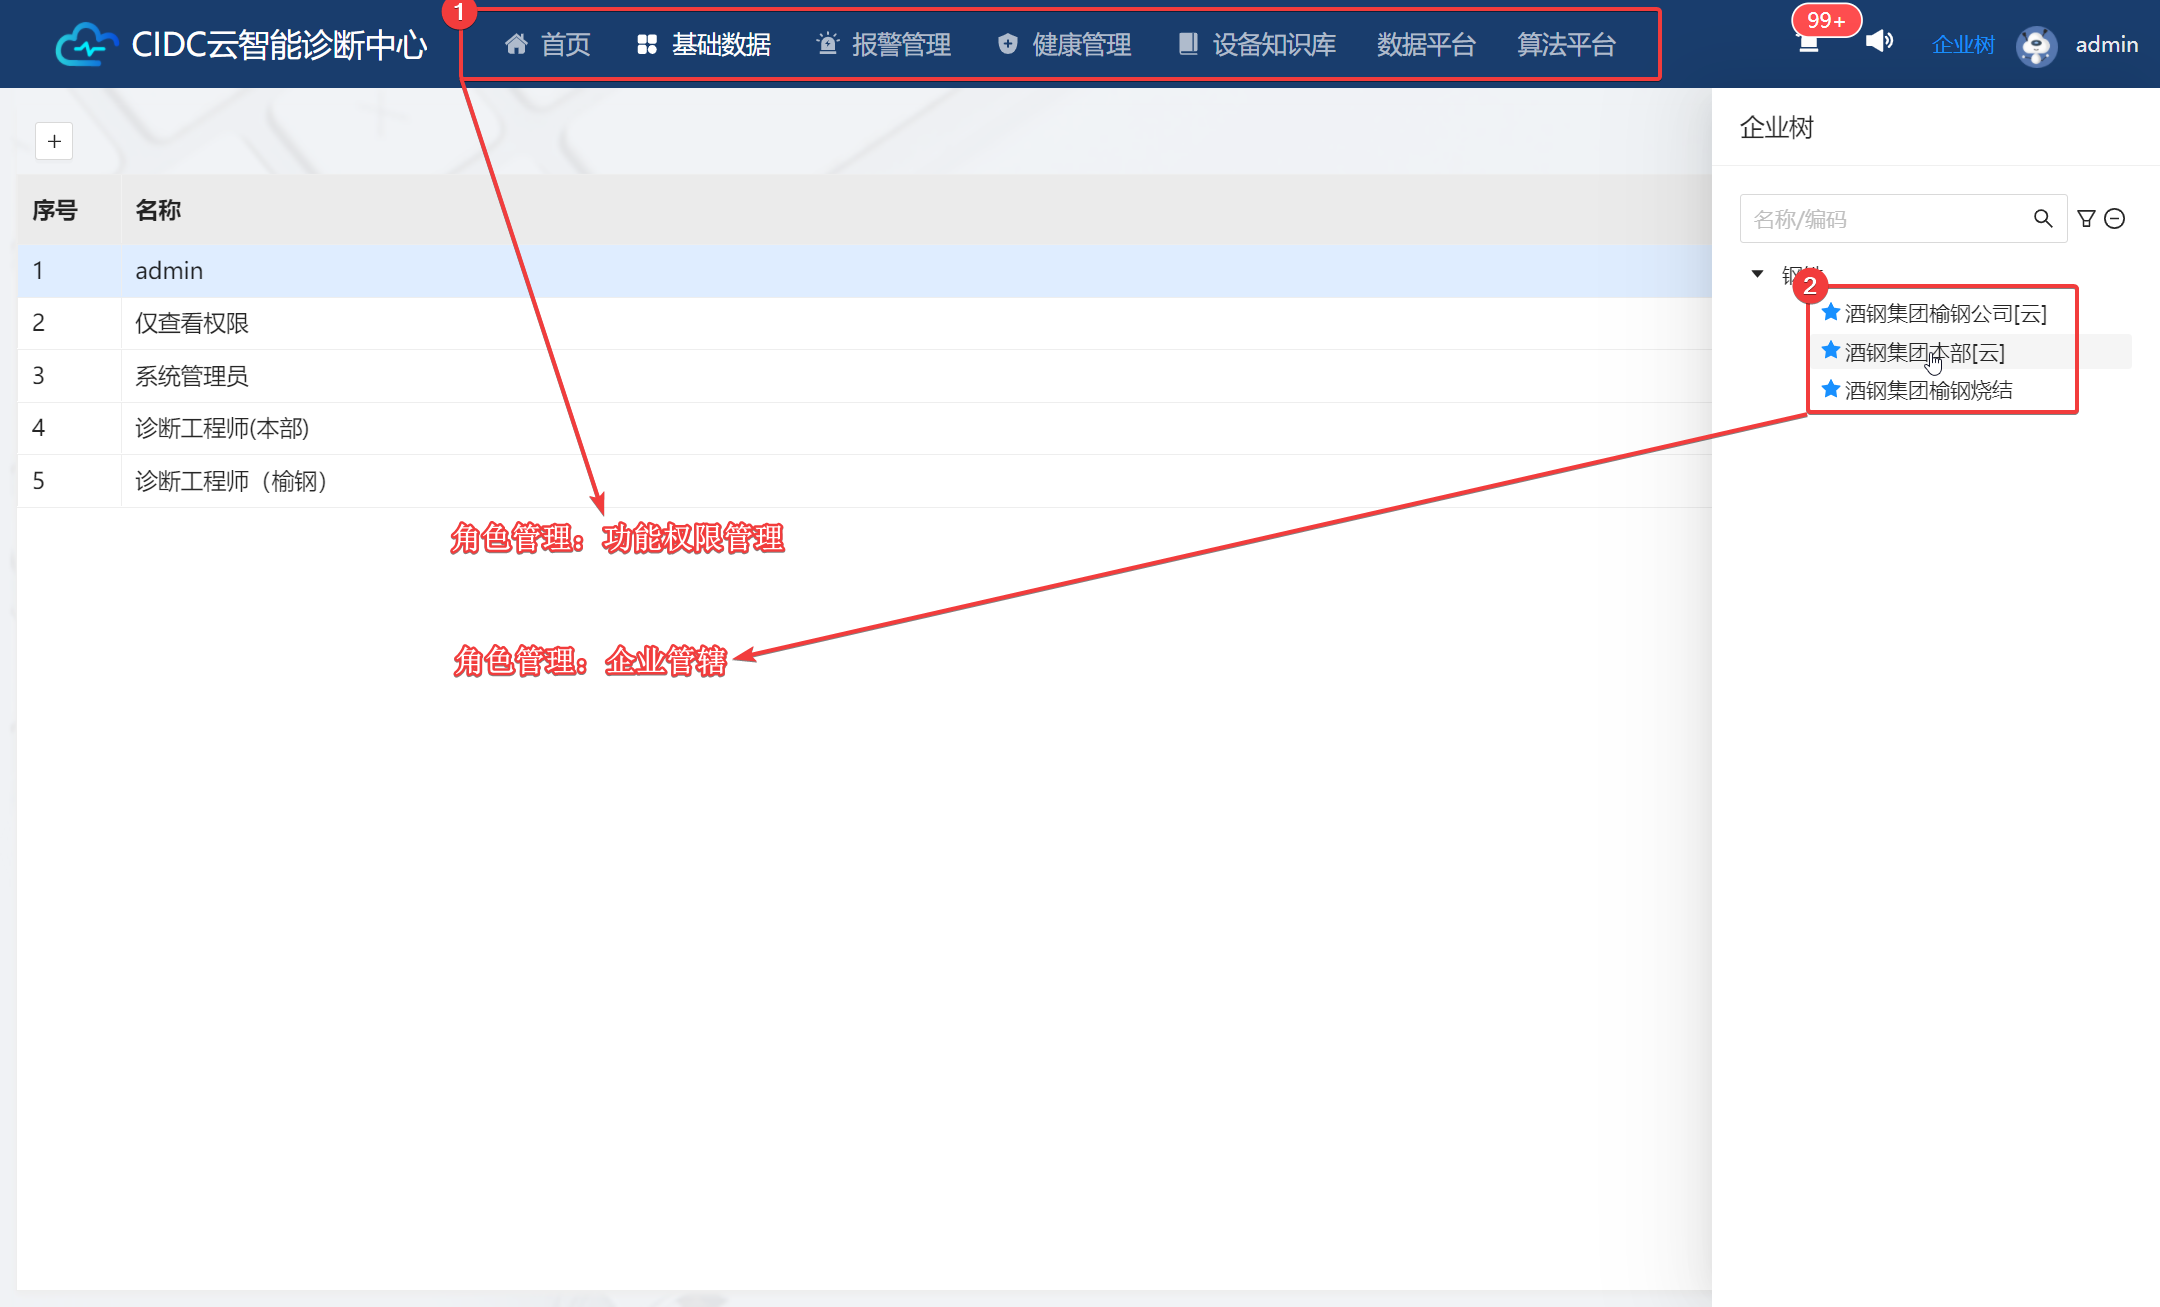 1
CIDC云智能诊断中心
首页
基础数据
报警管理
健康管理
设备知识库
数据平台
算法平台
99+
企业树
admin
+
序号 名称
1 admin
2 仅查看权限
3 系统管理员
4 诊断工程师(本部)
5 诊断工程师（榆钢）
角色管理：功能权限管理
角色管理：企业管辖
企业树
名称/编码
2
酒钢集团榆钢公司[云]
酒钢集团本部[云]
酒钢集团榆钢烧结